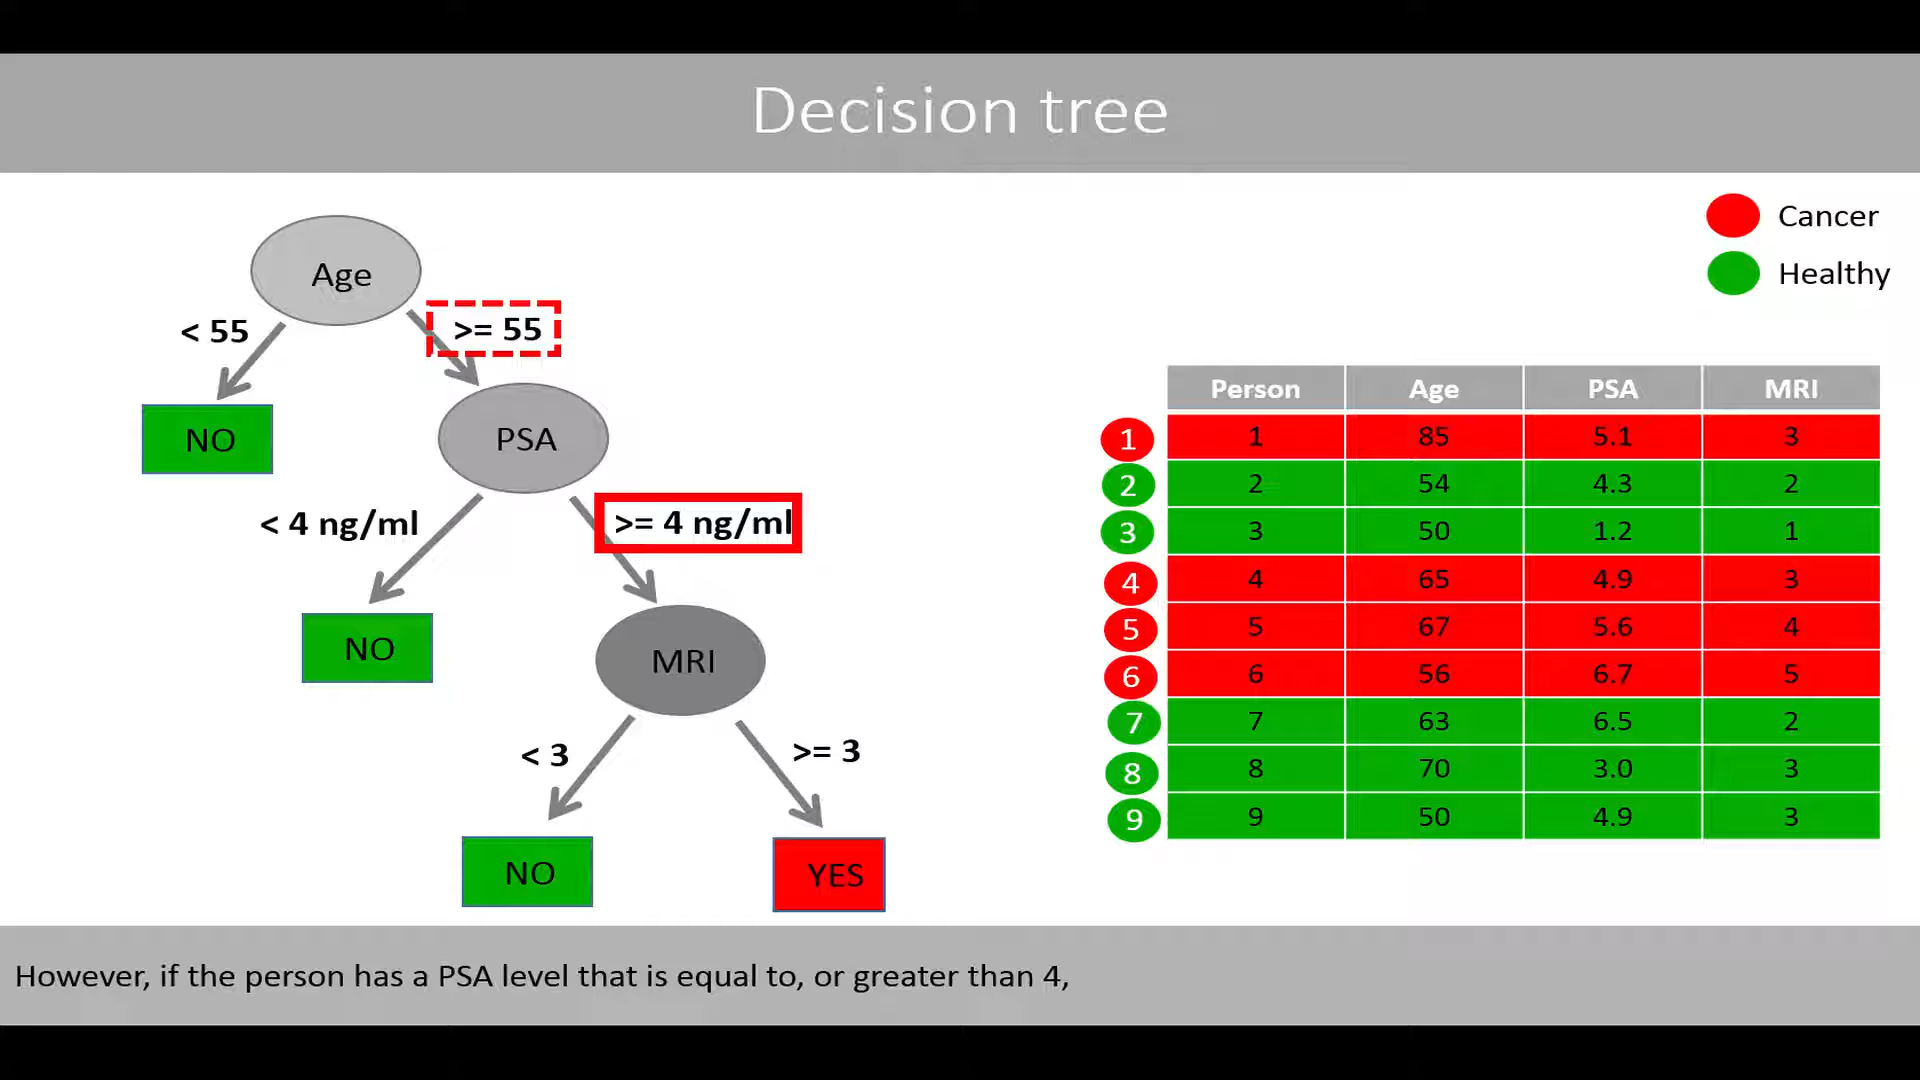 Decision tree
Cancer
Healthy
Age
< 55
>= 55
NO
PSA
< 4 ng/ml
>= 4 ng/ml
NO
MRI
< 3
>= 3
NO
YES
Person Age PSA MRI
1 1 85 5.1 3
2 2 54 4.3 2
3 3 50 1.2 1
4 4 65 4.9 3
5 5 67 5.6 4
6 6 56 6.7 5
7 7 63 6.5 2
8 8 70 3.0 3
9 9 50 4.9 3
However, if the person has a PSA level that is equal to, or greater than 4,